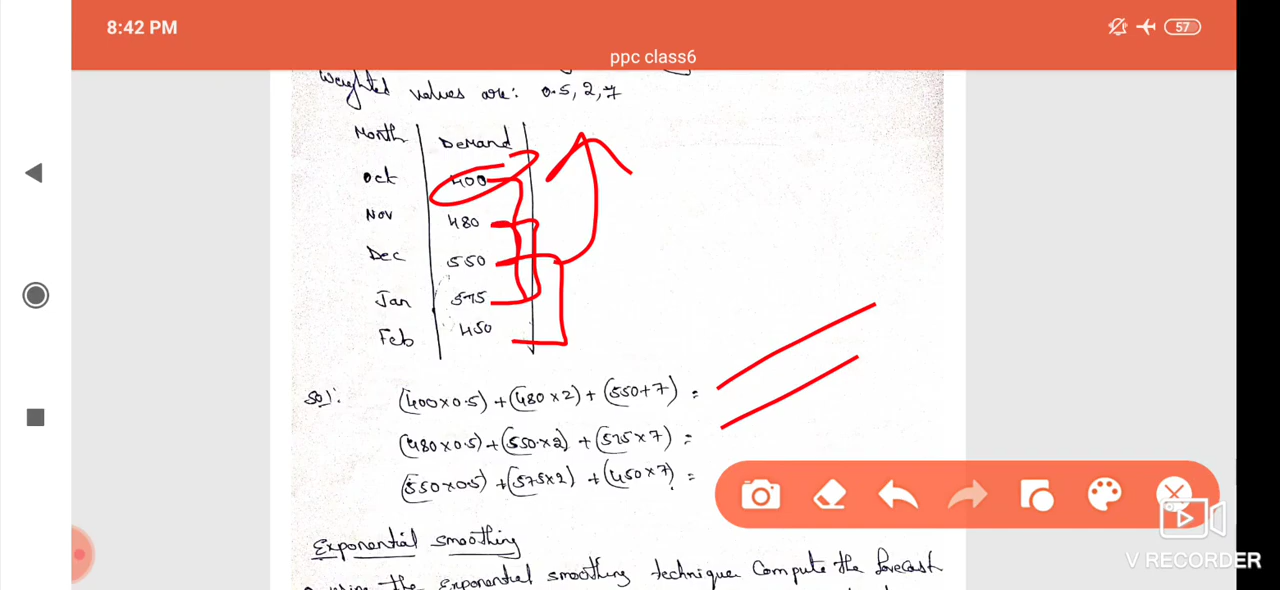 8:42 PM
57
ppc class6
Weighted values are: 0.5, 2, 7
Month Demand
Oct 400
Nov 480
Dec 550
Jan 575
Feb 450
Sol: (400×0.5) + (480×2) + (550+7) =
(480×0.5) + (550×2) + (575×7) =
(550×0.5) + (575×2) + (450×7) =
Exponential smoothing
the exponential smoothing technique compute the forecast
V RECORDER